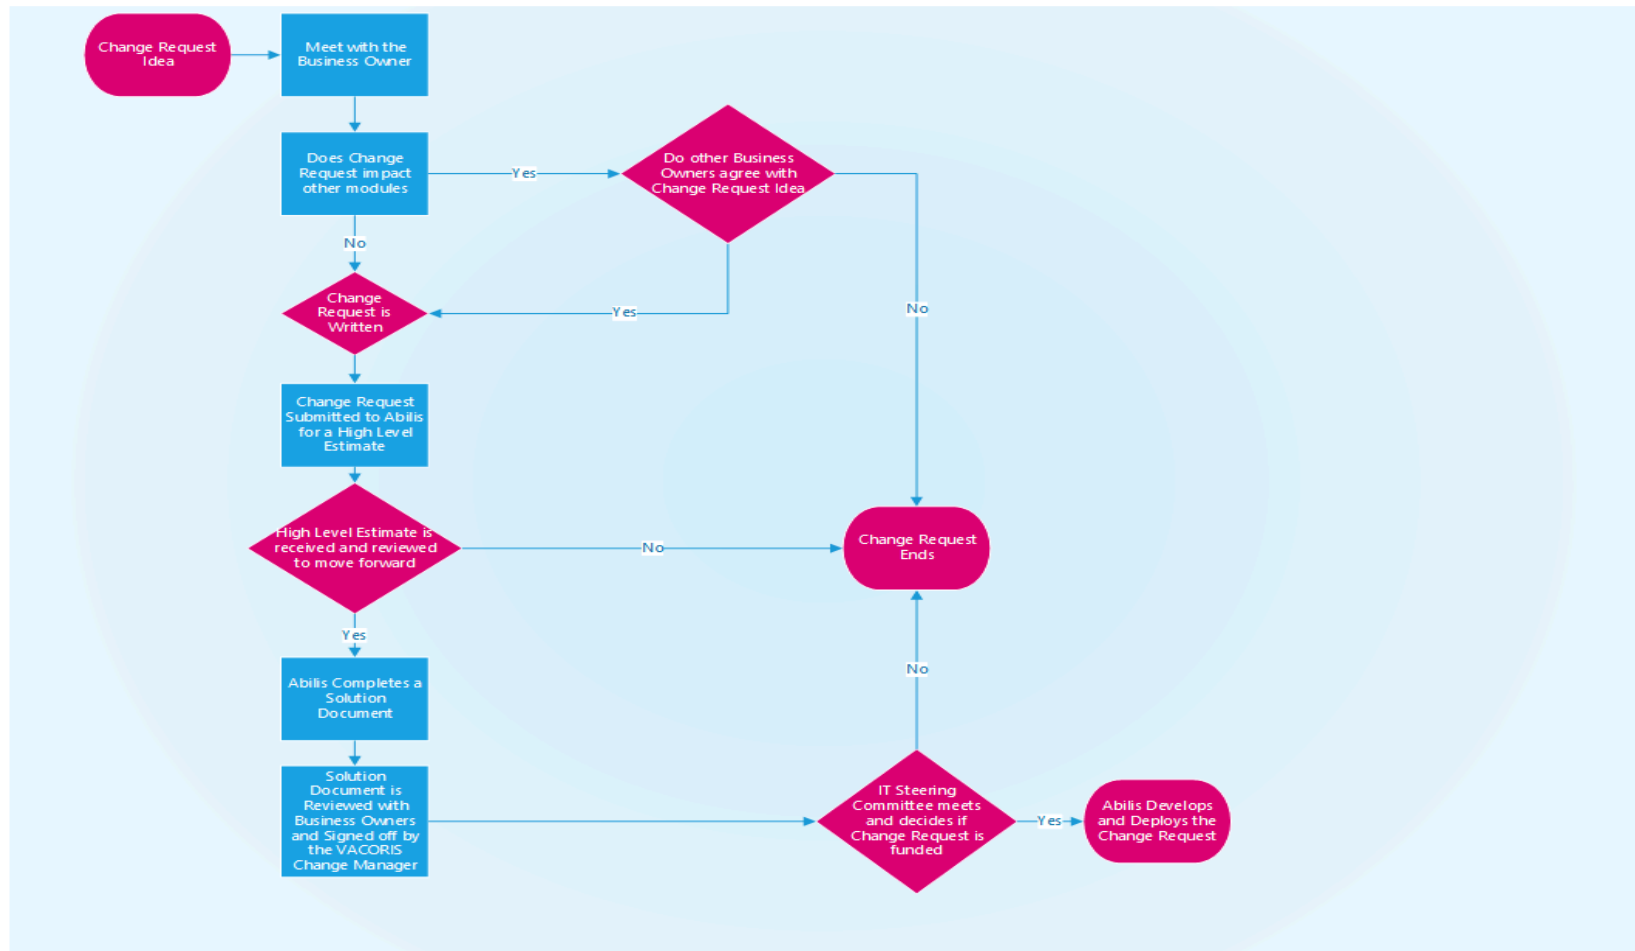 Change Request
Idea
Meet with the
Business Owner
Does Change
Request impact
other modules
Yes
Do other Business
Owners agree with
Change Request Idea
No
Change
Request is
Written
Yes
No
Change Request
Submitted to Abilis
for a High Level
Estimate
High Level Estimate is
received and reviewed
to move forward
No
Change Request
Ends
Yes
No
Abilis Completes a
Solution
Document
Solution
Document is
Reviewed with
Business Owners
and Signed off by
the VACORIS
Change Manager
IT Steering
Committee meets
and decides if
Change Request is
funded
Yes
Abilis Develops
and Deploys the
Change Request